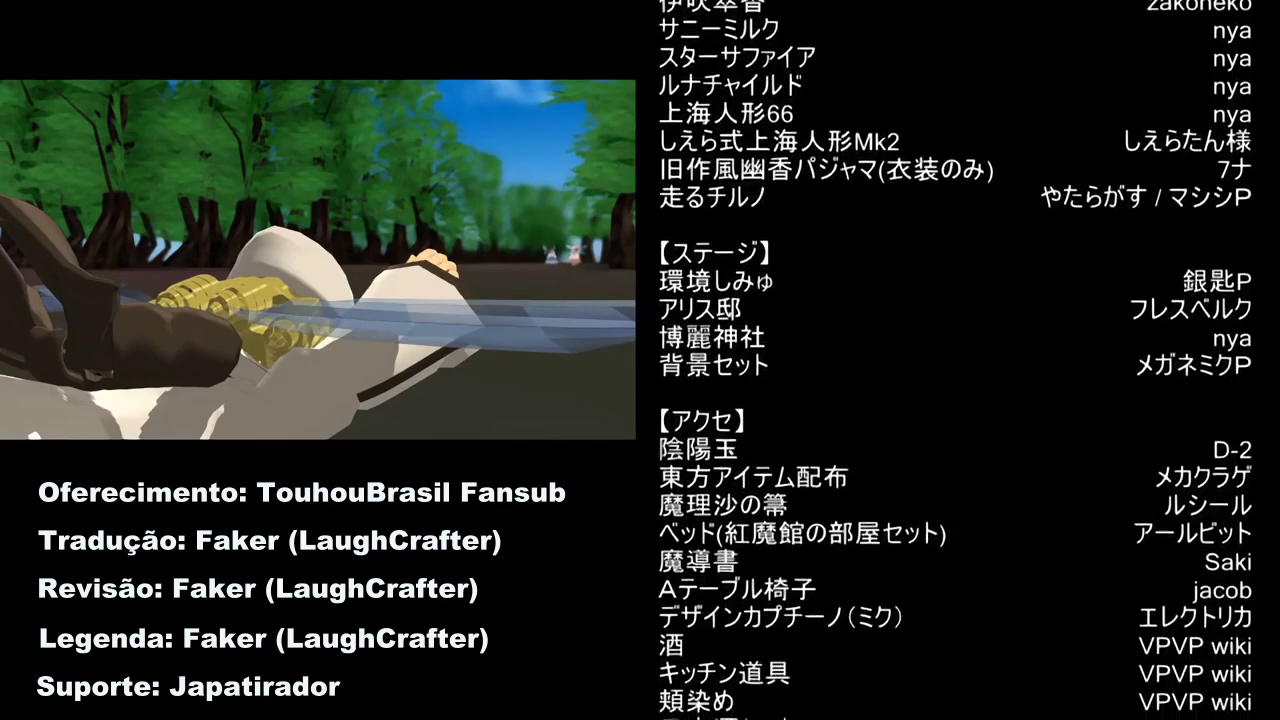 伊吹萃香 zakoneko
サニーミルク nya
スターサファイア nya
ルナチャイルド nya
上海人形66 nya
しえら式上海人形Mk2 しえらたん様
旧作風幽香パジャマ(衣装のみ) 7ナ
走るチルノ やたらがす / マシシP
【ステージ】
環境しみゅ 銀匙P
アリス邸 フレスベルク
博麗神社 nya
背景セット メガネミクP
【アクセ】
陰陽玉 D-2
東方アイテム配布 メカクラゲ
魔理沙の箒 ルシール
ベッド(紅魔館の部屋セット) アールビット
魔導書 Saki
Aテーブル椅子 jacob
デザインカプチーノ（ミク） エレクトリカ
酒 VPVP wiki
キッチン道具 VPVP wiki
頬染め VPVP wiki
Oferecimento: TouhouBrasil Fansub
Tradução: Faker (LaughCrafter)
Revisão: Faker (LaughCrafter)
Legenda: Faker (LaughCrafter)
Suporte: Japatirador